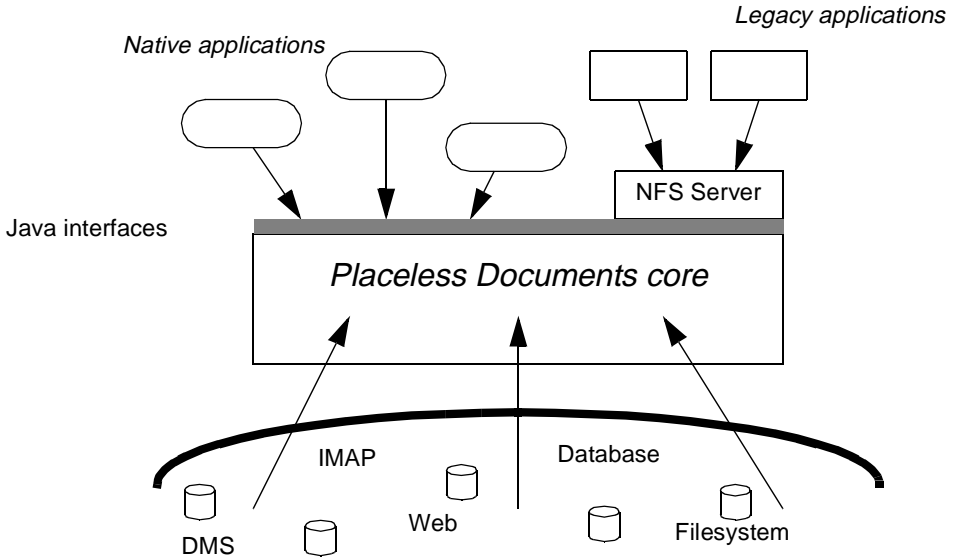 Legacy applications
Native applications
NFS Server
Java interfaces
Placeless Documents core
IMAP
Database
Web
Filesystem
DMS